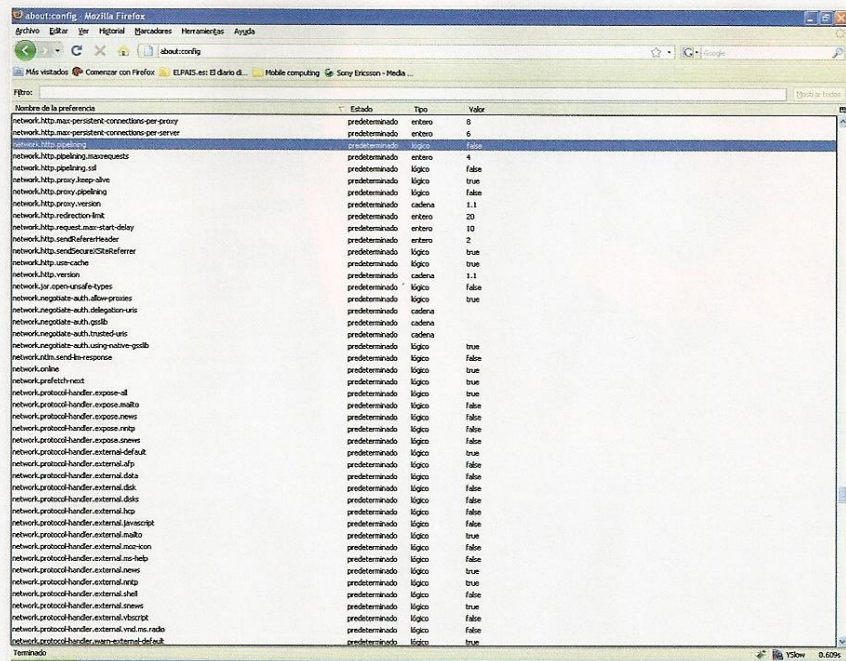 about:config - Mozilla Firefox
Archivo Editar Ver Historial Marcadores Herramientas Ayuda
about:config
Google
Más visitados Comenzar con Firefox ELPAIS.es: El diario di... Mobile computing Sony Ericsson - Media ...
Filtro: Mostrar todos
Nombre de la preferencia Estado Tipo Valor
network.http.max-persistent-connections-per-proxy predeterminado entero 8
network.http.max-persistent-connections-per-server predeterminado entero 6
network.http.pipelining predeterminado lógico false
network.http.pipelining.maxrequests predeterminado entero 4
network.http.pipelining.ssl predeterminado lógico false
network.http.proxy.keep-alive predeterminado lógico true
network.http.proxy.pipelining predeterminado lógico false
network.http.proxy.version predeterminado cadena 1.1
network.http.redirection-limit predeterminado entero 20
network.http.request.max-start-delay predeterminado entero 10
network.http.sendRefererHeader predeterminado entero 2
network.http.sendSecureXSiteReferrer predeterminado lógico true
network.http.use-cache predeterminado lógico true
network.http.version predeterminado cadena 1.1
network.jar.open-unsafe-types predeterminado lógico false
network.negotiate-auth.allow-proxies predeterminado lógico true
network.negotiate-auth.delegation-uris predeterminado cadena
network.negotiate-auth.gsslib predeterminado cadena
network.negotiate-auth.trusted-uris predeterminado cadena
network.negotiate-auth.using-native-gsslib predeterminado lógico true
network.ntlm.send-lm-response predeterminado lógico false
network.online predeterminado lógico true
network.prefetch-next predeterminado lógico true
network.protocol-handler.expose-all predeterminado lógico true
network.protocol-handler.expose.mailto predeterminado lógico false
network.protocol-handler.expose.news predeterminado lógico false
network.protocol-handler.expose.nntp predeterminado lógico false
network.protocol-handler.expose.snews predeterminado lógico false
network.protocol-handler.external-default predeterminado lógico true
network.protocol-handler.external.afp predeterminado lógico false
network.protocol-handler.external.data predeterminado lógico false
network.protocol-handler.external.disk predeterminado lógico false
network.protocol-handler.external.disks predeterminado lógico false
network.protocol-handler.external.hcp predeterminado lógico false
network.protocol-handler.external.javascript predeterminado lógico false
network.protocol-handler.external.mailto predeterminado lógico true
network.protocol-handler.external.moz-icon predeterminado lógico false
network.protocol-handler.external.ms-help predeterminado lógico false
network.protocol-handler.external.news predeterminado lógico true
network.protocol-handler.external.nntp predeterminado lógico true
network.protocol-handler.external.shell predeterminado lógico false
network.protocol-handler.external.snews predeterminado lógico true
network.protocol-handler.external.vbscript predeterminado lógico false
network.protocol-handler.external.vnd.ms.radio predeterminado lógico false
network.protocol-handler.warn-external-default predeterminado lógico true
Terminado YSlow 0.609s